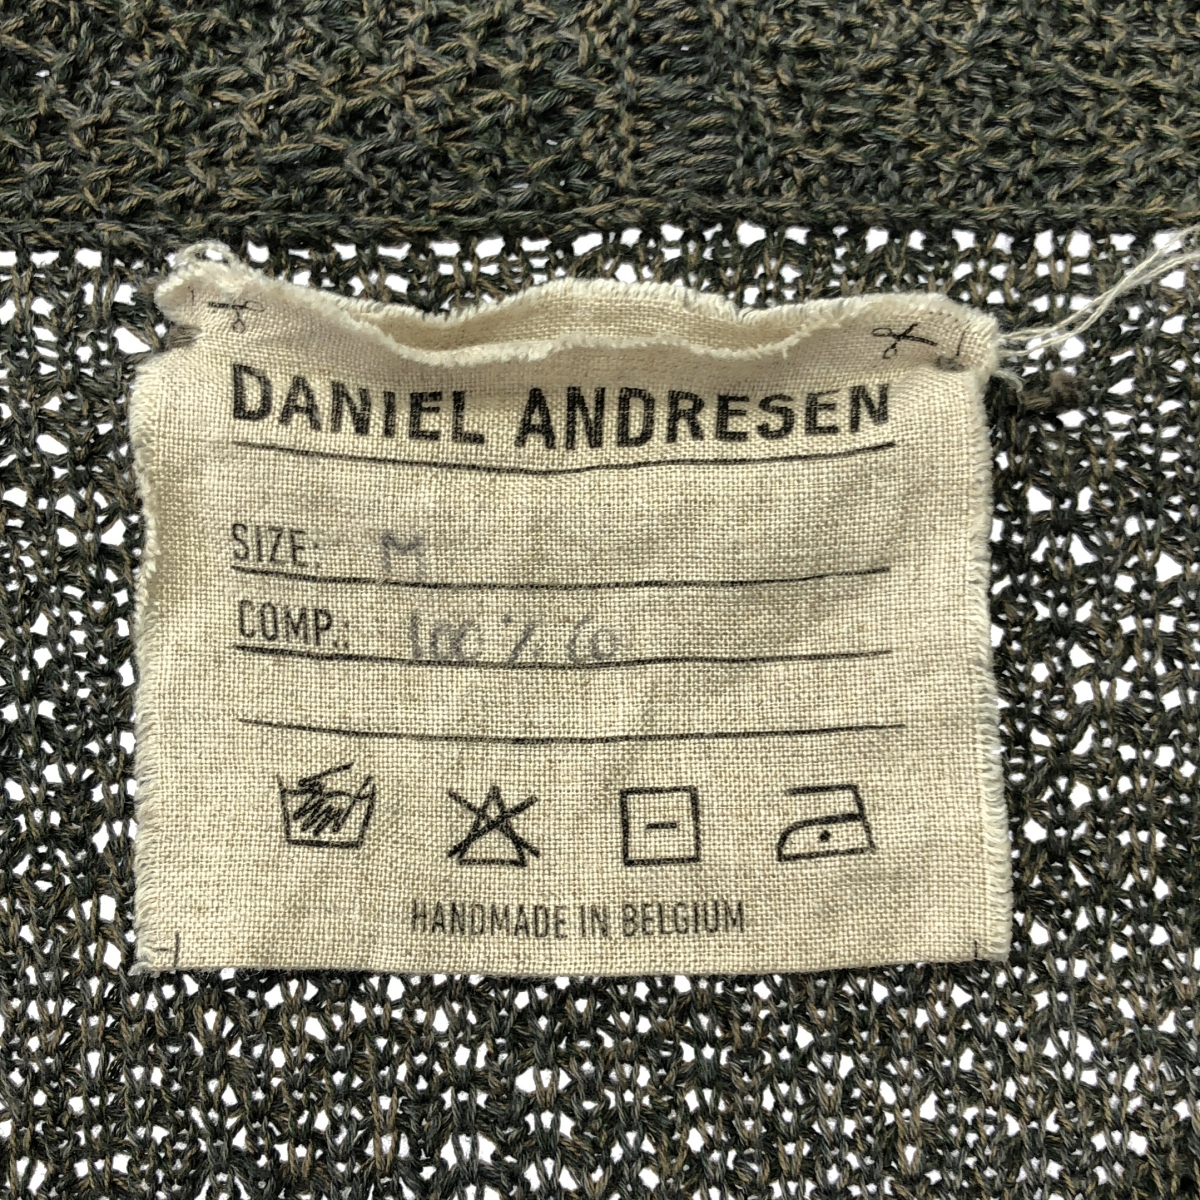 DANIEL ANDRESEN
SIZE: M
COMP.: 100% CO
HANDMADE IN BELGIUM